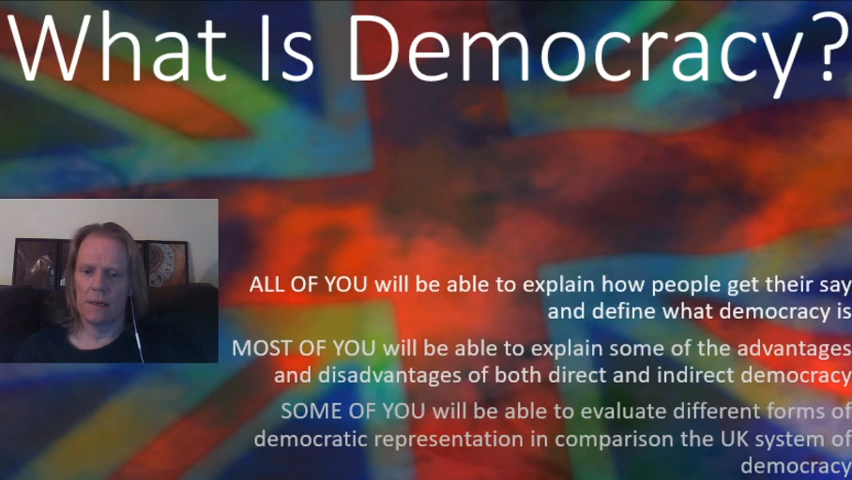 What Is Democracy?
ALL OF YOU will be able to explain how people get their say
and define what democracy is
MOST OF YOU will be able to explain some of the advantages
and disadvantages of both direct and indirect democracy
SOME OF YOU will be able to evaluate different forms of
democratic representation in comparison the UK system of
democracy